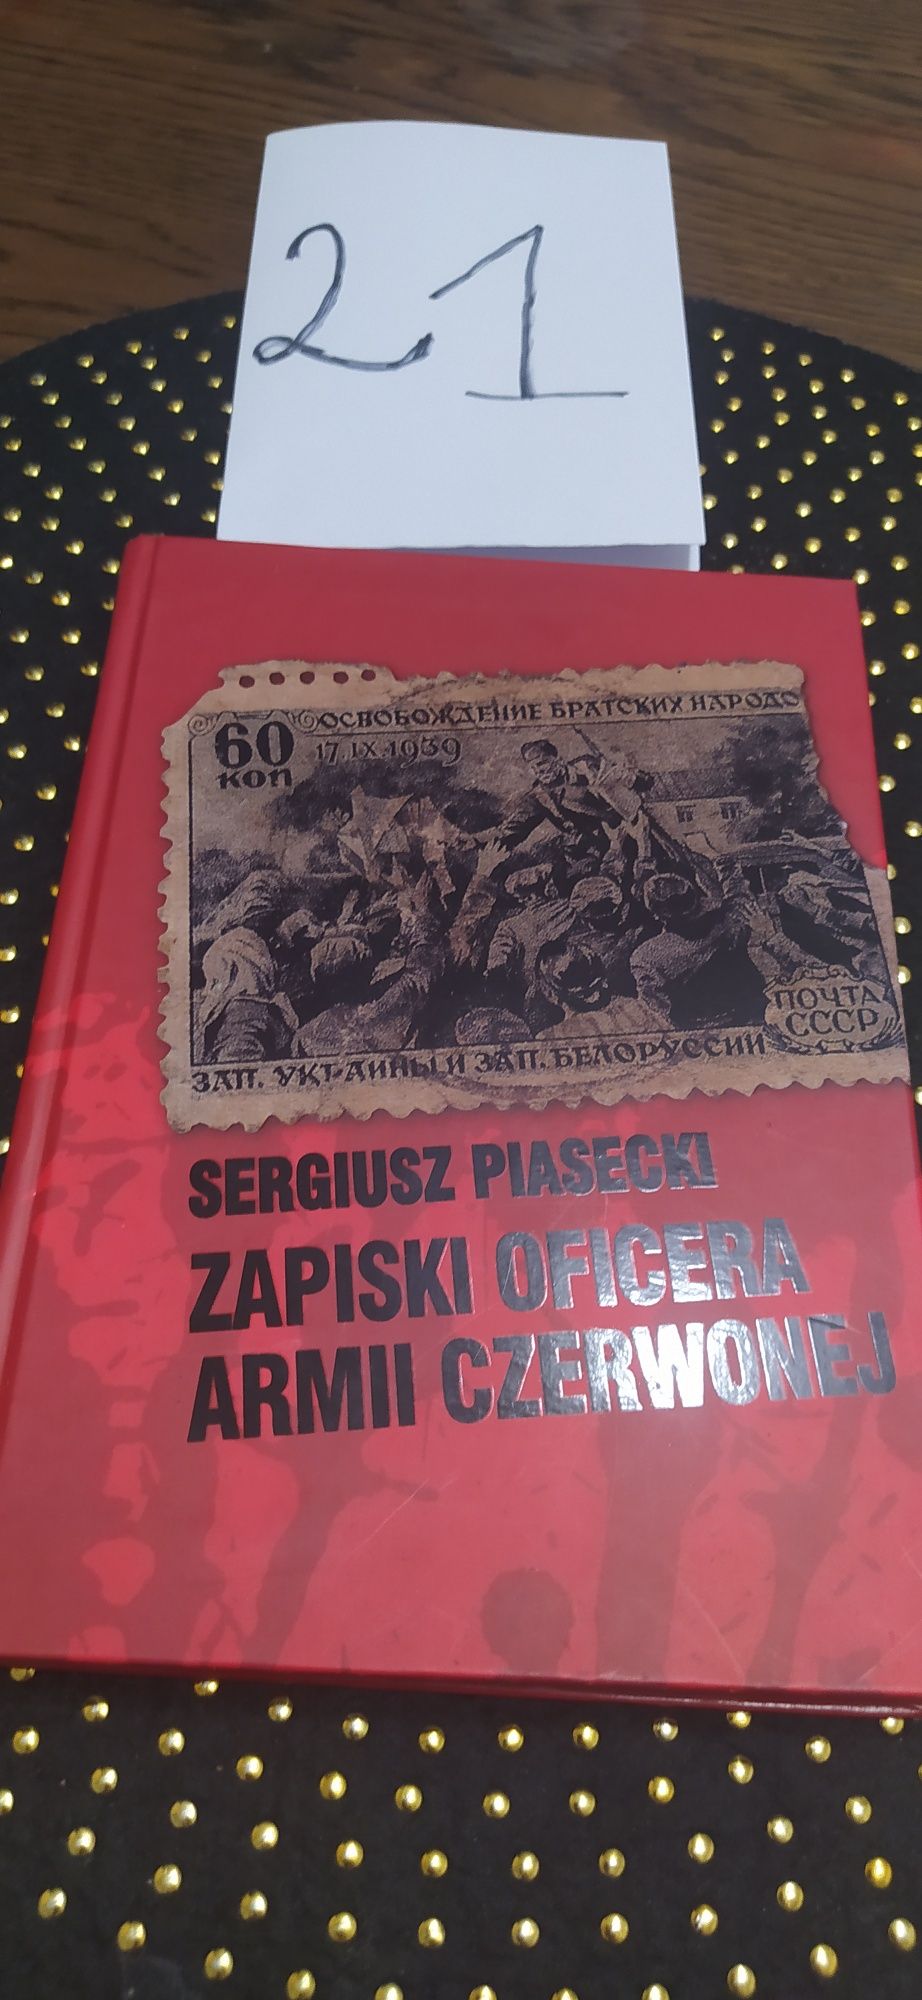 21
ОСВОБОЖДЕНИЕ БРАТСКИХ НАРОДО
60 17.IX.1939
коп
ПОЧТА
СССР
ЗАП. УКРАИНЫ И ЗАП. БЕЛОРУССИИ
SERGIUSZ PIASECKI
ZAPISKI OFICERA
ARMII CZERWONEJ